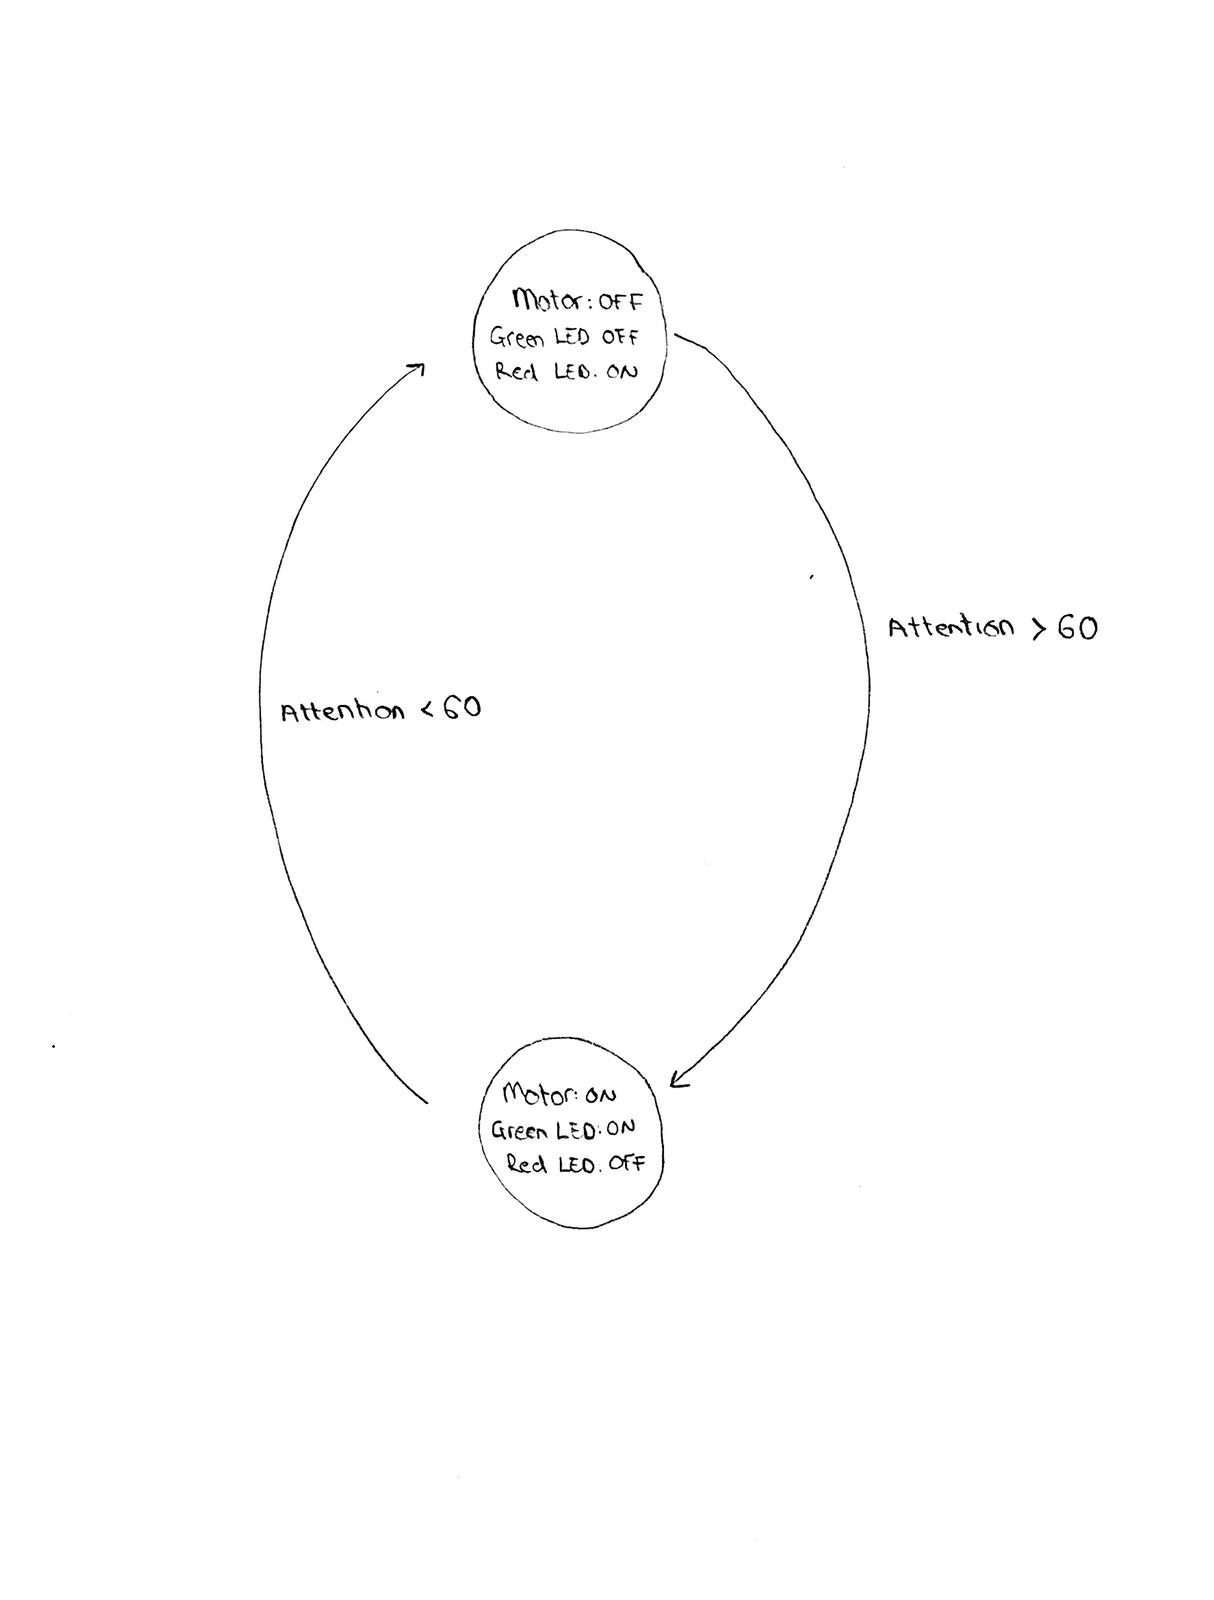 Motor: OFF
Green LED OFF
Red LED. ON
Attention > 60
Attention < 60
Motor: ON
Green LED: ON
Red LED. OFF